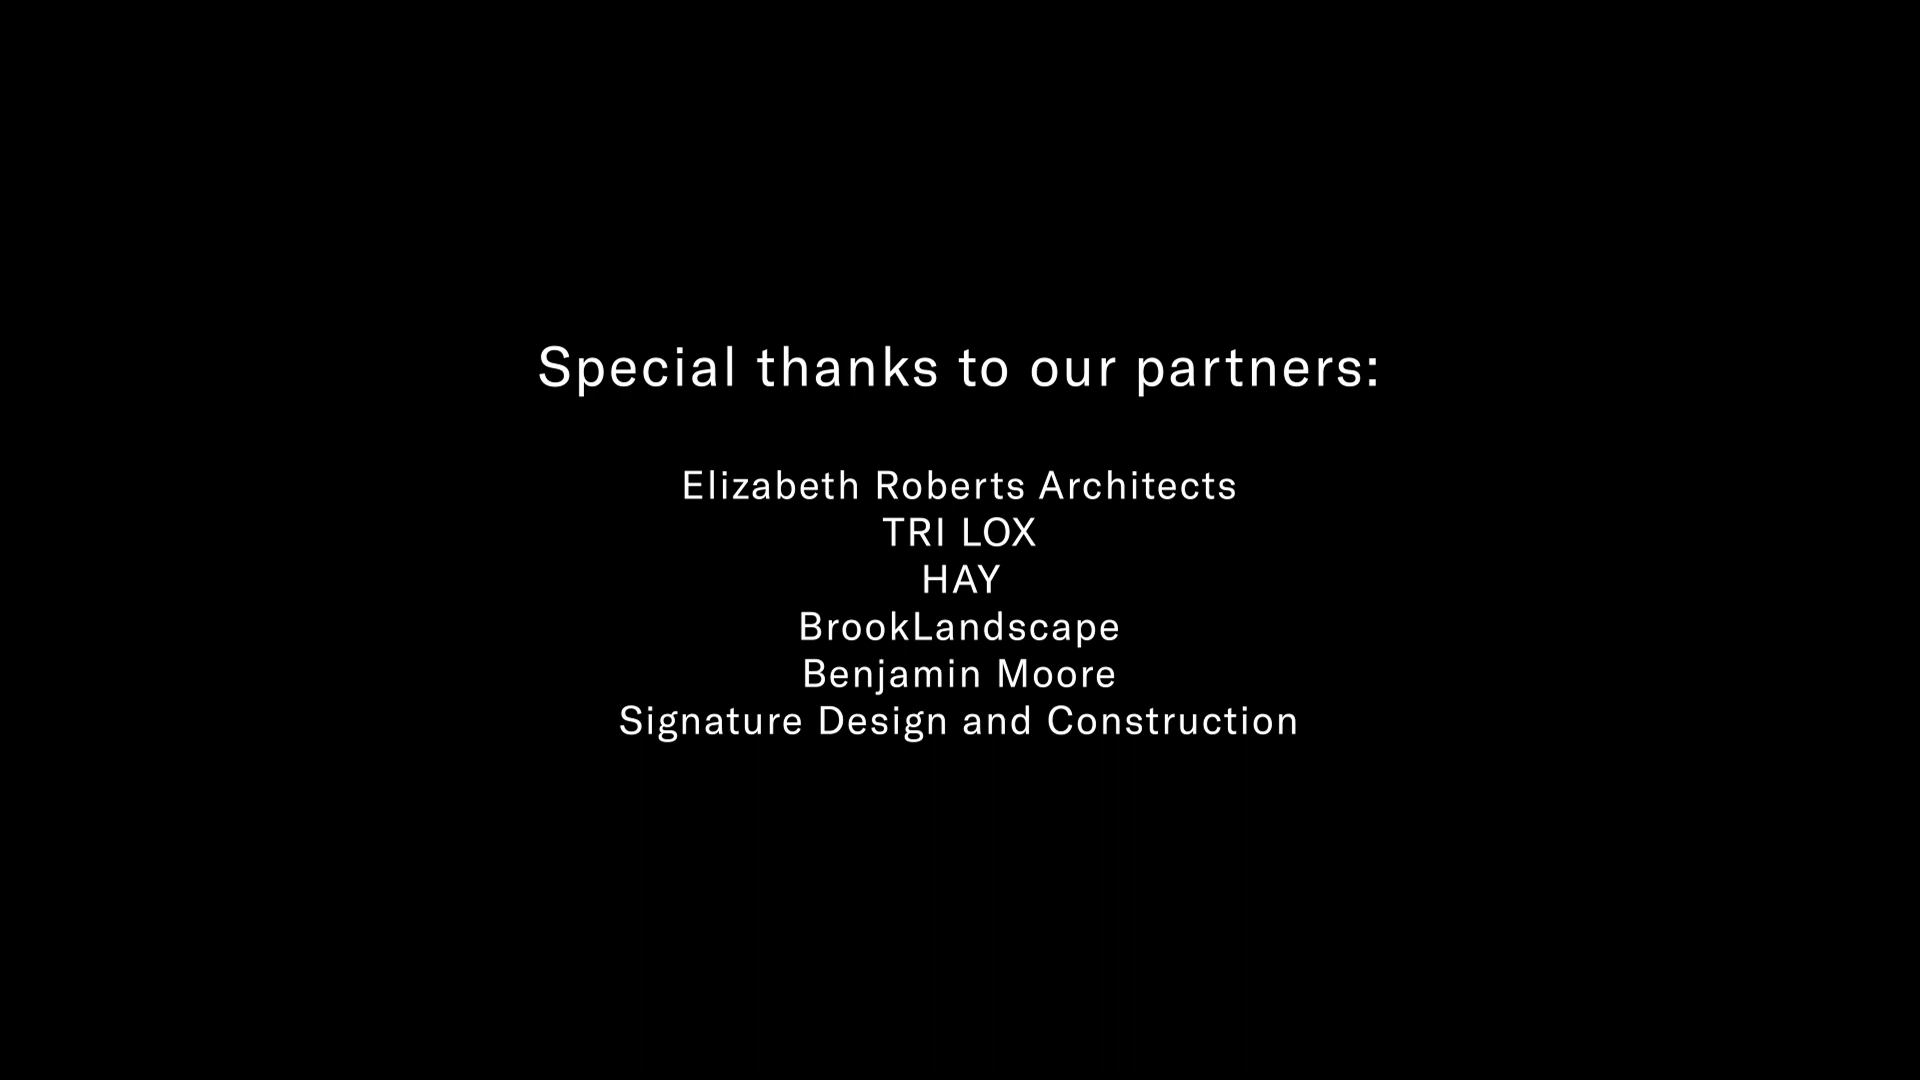 Special thanks to our partners:
Elizabeth Roberts Architects
TRI LOX
HAY
BrookLandscape
Benjamin Moore
Signature Design and Construction